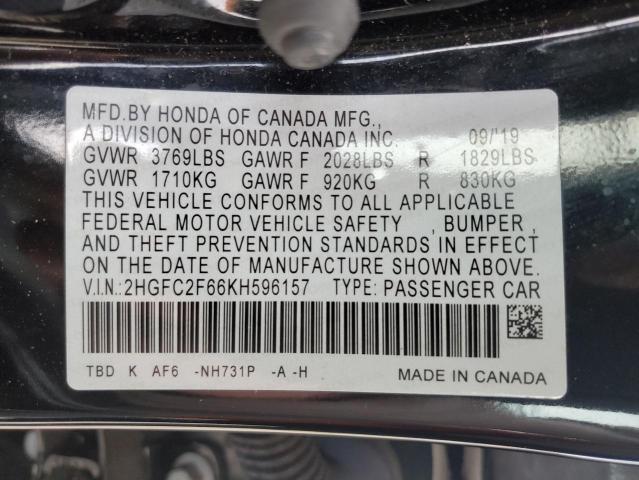 MFD.BY HONDA OF CANADA MFG.,
A DIVISION OF HONDA CANADA INC. 09/'19
GVWR 3769LBS GAWR F 2028LBS R 1829LBS
GVWR 1710KG GAWR F 920KG R 830KG
THIS VEHICLE CONFORMS TO ALL APPLICABLE
FEDERAL MOTOR VEHICLE SAFETY , BUMPER ,
AND THEFT PREVENTION STANDARDS IN EFFECT
ON THE DATE OF MANUFACTURE SHOWN ABOVE.
V.I.N.:2HGFC2F66KH596157 TYPE: PASSENGER CAR
TBD K AF6 -NH731P -A -H
MADE IN CANADA